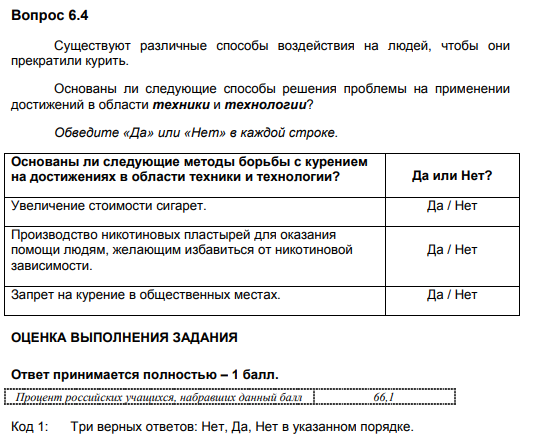 Вопрос 6.4
Существуют различные способы воздействия на людей, чтобы они
прекратили курить.
Основаны ли следующие способы решения проблемы на применении
достижений в области техники и технологии?
Обведите «Да» или «Нет» в каждой строке.
Основаны ли следующие методы борьбы с курением
на достижениях в области техники и технологии?
Да или Нет?
Увеличение стоимости сигарет.
Да / Нет
Производство никотиновых пластырей для оказания
помощи людям, желающим избавиться от никотиновой
зависимости.
Да / Нет
Запрет на курение в общественных местах.
Да / Нет
ОЦЕНКА ВЫПОЛНЕНИЯ ЗАДАНИЯ
Ответ принимается полностью – 1 балл.
Процент российских учащихся, набравших данный балл
66,1
Код 1: Три верных ответов: Нет, Да, Нет в указанном порядке.